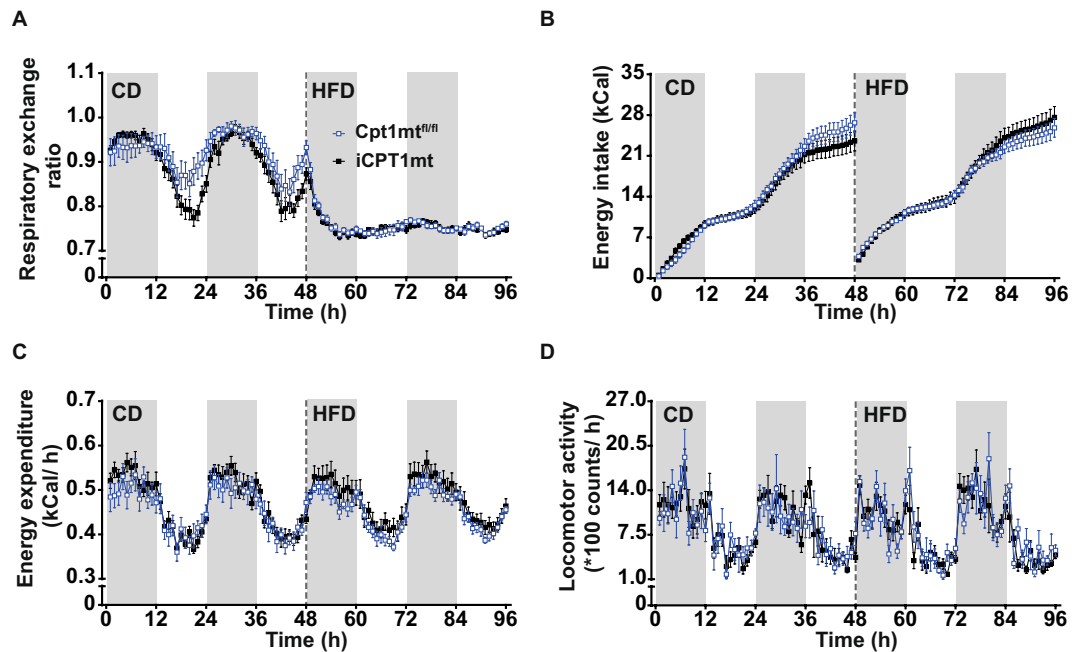 A
Respiratory exchange
ratio
1.1
1.0
0.9
0.8
0.7
0
CD
HFD
Cpt1mtfl/fl
iCPT1mt
0 12 24 36 48 60 72 84 96
Time (h)
B
Energy intake (kCal)
35
28
21
14
7
0
CD
HFD
0 12 24 36 48 60 72 84 96
Time (h)
C
Energy expenditure
(kCal/ h)
0.7
0.6
0.5
0.4
0.3
0
CD
HFD
0 12 24 36 48 60 72 84 96
Time (h)
D
Locomotor activity
(*100 counts/ h)
27.0
20.5
14.0
7.5
1.0
0
CD
HFD
0 12 24 36 48 60 72 84 96
Time (h)